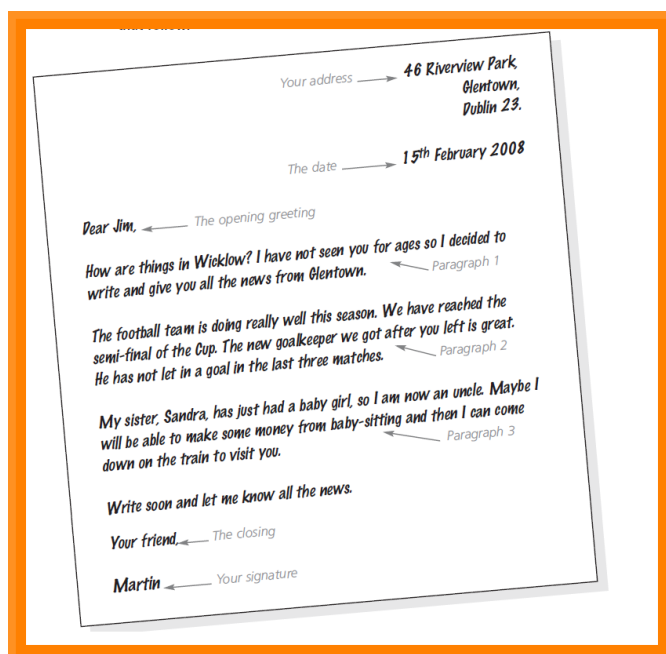 Your address 46 Riverview Park,
Glentown,
Dublin 23.
The date 15th February 2008
Dear Jim, The opening greeting
How are things in Wicklow? I have not seen you for ages so I decided to
write and give you all the news from Glentown. Paragraph 1
The football team is doing really well this season. We have reached the
semi-final of the Cup. The new goalkeeper we got after you left is great.
He has not let in a goal in the last three matches. Paragraph 2
My sister, Sandra, has just had a baby girl, so I am now an uncle. Maybe I
will be able to make some money from baby-sitting and then I can come
down on the train to visit you. Paragraph 3
Write soon and let me know all the news.
Your friend, The closing
Martin Your signature